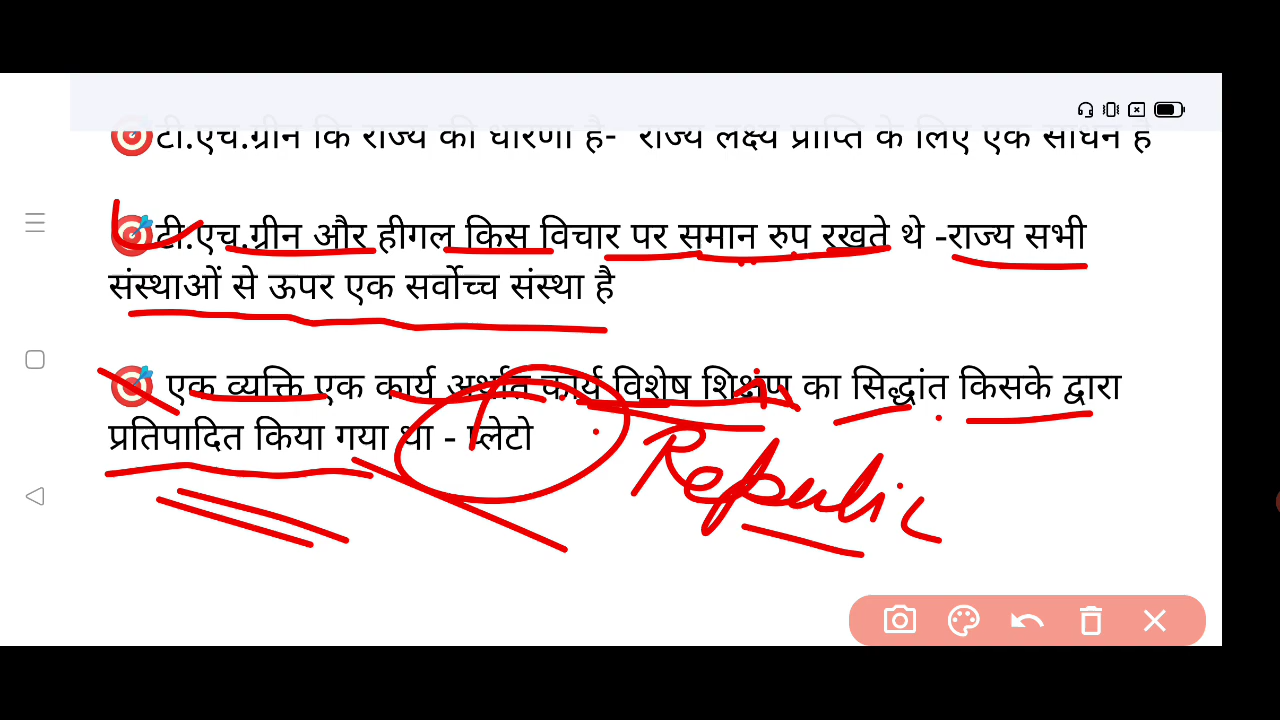 टी.एच.ग्रीन कि राज्य की धारणा है- राज्य लक्ष्य प्राप्ति के लिए एक साधन है
टी.एच.ग्रीन और हीगल किस विचार पर समान रुप रखते थे -राज्य सभी
संस्थाओं से ऊपर एक सर्वोच्च संस्था है
एक व्यक्ति एक कार्य अर्थात कार्य विशेष शिक्षण का सिद्धांत किसके द्वारा
प्रतिपादित किया गया था - प्लेटो
Republic